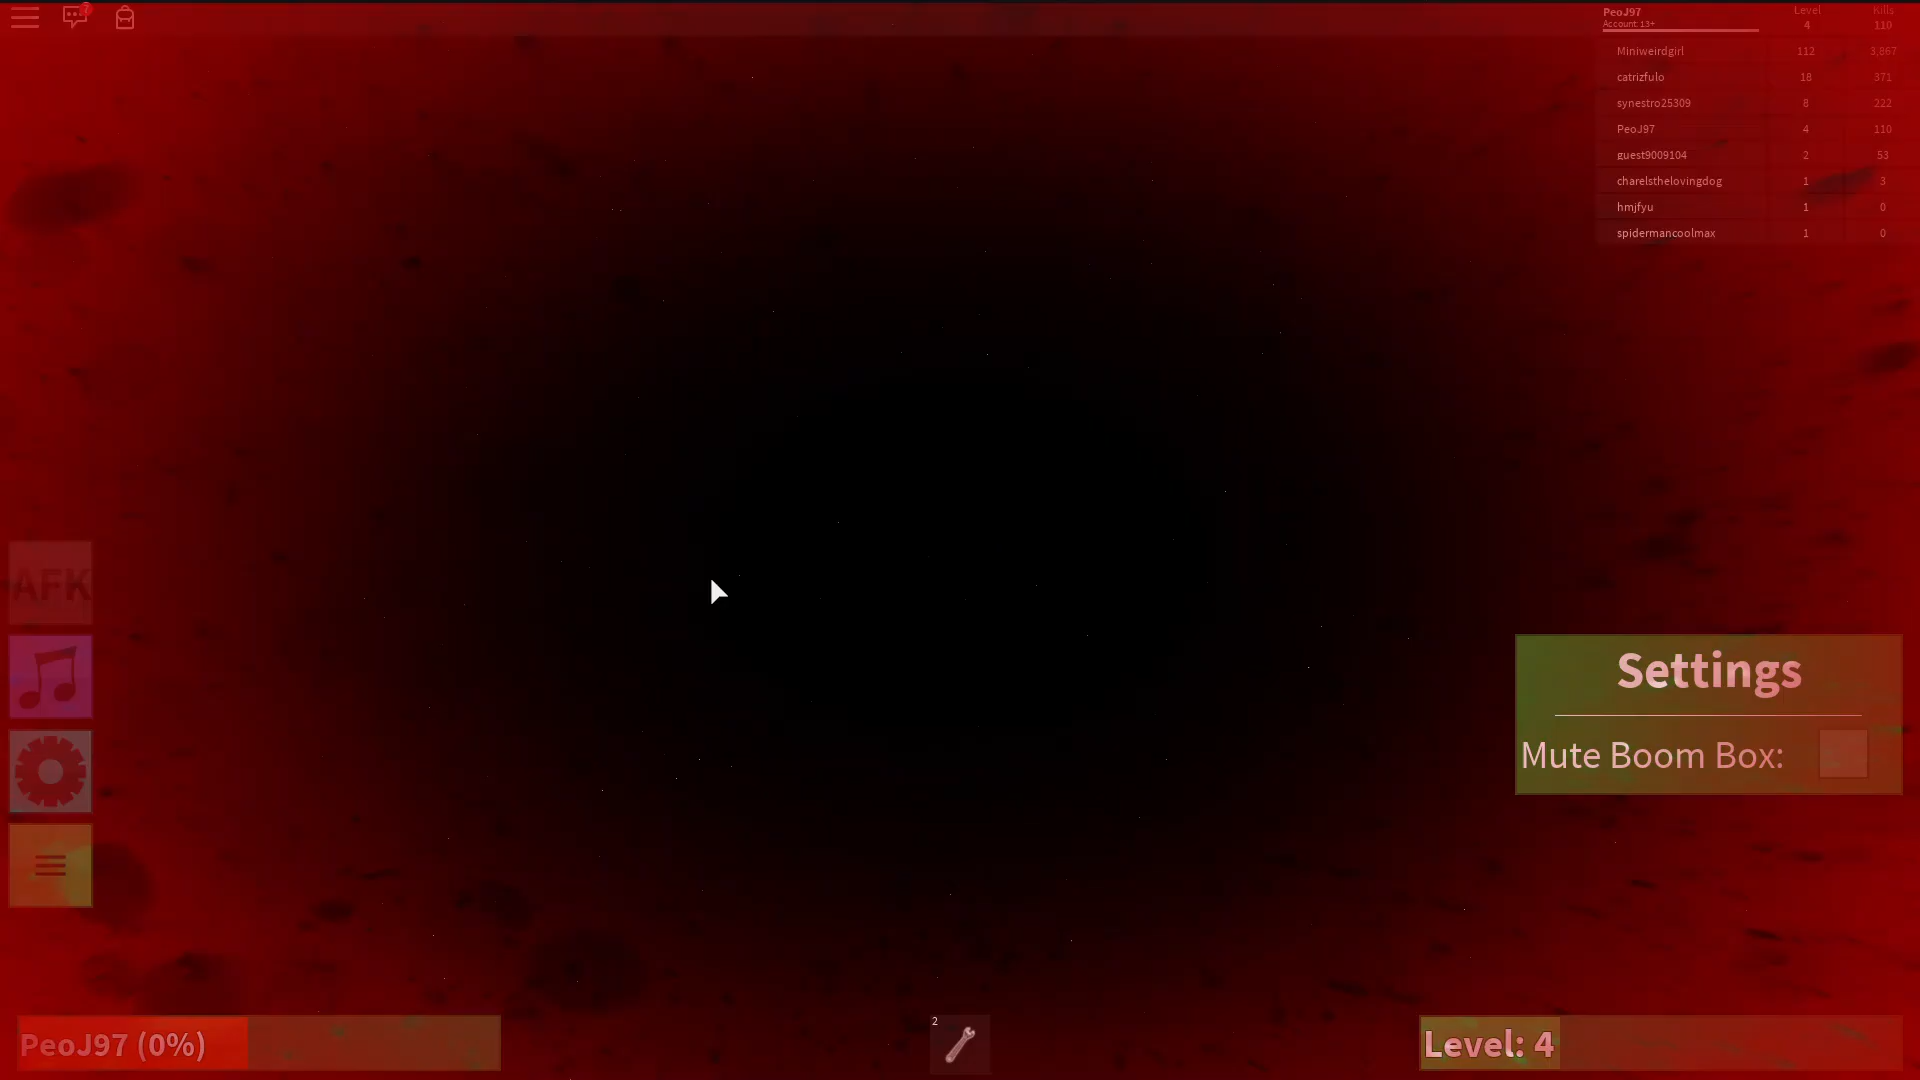 PeoJ97 Level Kills
Account: 13+ 4 110
Miniweirdgirl 112 3,867
catrizfulo 18 371
synestro25309 8 222
PeoJ97 4 110
guest9009104 2 53
charelsthelovingdog 1 3
hmjfyu 1 0
spidermancoolmax 1 0
AFK
Settings
Mute Boom Box:
PeoJ97 (0%)
2
Level: 4